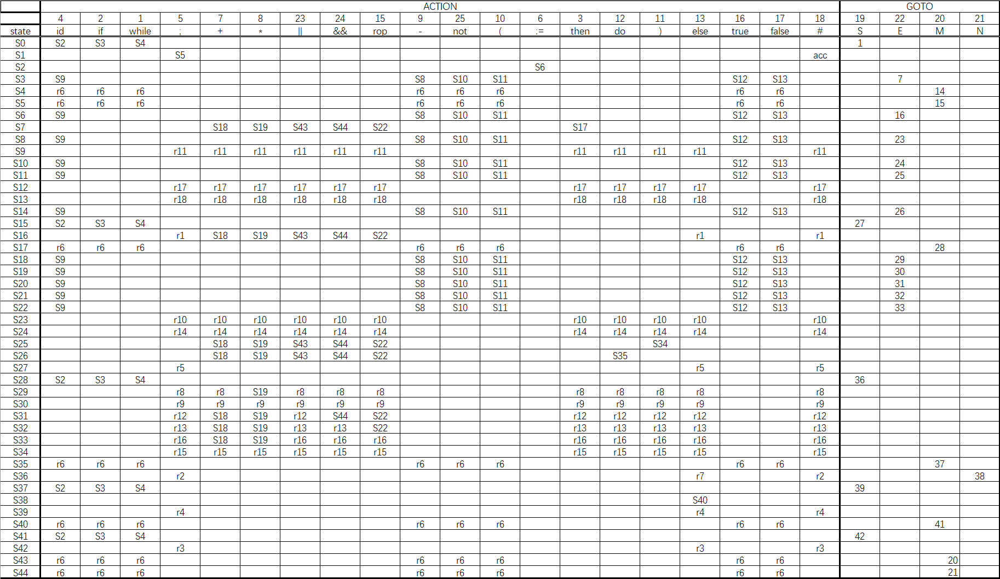 ACTION GOTO
4 2 1 5 7 8 23 24 15 9 25 10 6 3 12 11 13 16 17 18 19 22 20 21
state id if while ; + * || && rop - not ( := then do ) else true false # S E M N
S0 S2 S3 S4 1
S1 S5 acc
S2 S6
S3 S9 S8 S10 S11 S12 S13 7
S4 r6 r6 r6 r6 r6 r6 r6 r6 14
S5 r6 r6 r6 r6 r6 r6 r6 r6 15
S6 S9 S8 S10 S11 S12 S13 16
S7 S18 S19 S43 S44 S22 S17
S8 S9 S8 S10 S11 S12 S13 23
S9 r11 r11 r11 r11 r11 r11 r11 r11 r11 r11 r11
S10 S9 S8 S10 S11 S12 S13 24
S11 S9 S8 S10 S11 S12 S13 25
S12 r17 r17 r17 r17 r17 r17 r17 r17 r17 r17 r17
S13 r18 r18 r18 r18 r18 r18 r18 r18 r18 r18 r18
S14 S9 S8 S10 S11 S12 S13 26
S15 S2 S3 S4 27
S16 r1 S18 S19 S43 S44 S22 r1 r1
S17 r6 r6 r6 r6 r6 r6 r6 r6 28
S18 S9 S8 S10 S11 S12 S13 29
S19 S9 S8 S10 S11 S12 S13 30
S20 S9 S8 S10 S11 S12 S13 31
S21 S9 S8 S10 S11 S12 S13 32
S22 S9 S8 S10 S11 S12 S13 33
S23 r10 r10 r10 r10 r10 r10 r10 r10 r10 r10 r10
S24 r14 r14 r14 r14 r14 r14 r14 r14 r14 r14 r14
S25 S18 S19 S43 S44 S22 S34
S26 S18 S19 S43 S44 S22 S35
S27 r5 r5 r5
S28 S2 S3 S4 36
S29 r8 r8 S19 r8 r8 r8 r8 r8 r8 r8 r8
S30 r9 r9 r9 r9 r9 r9 r9 r9 r9 r9 r9
S31 r12 S18 S19 r12 S44 S22 r12 r12 r12 r12 r12
S32 r13 S18 S19 r13 r13 S22 r13 r13 r13 r13 r13
S33 r16 S18 S19 r16 r16 r16 r16 r16 r16 r16 r16
S34 r15 r15 r15 r15 r15 r15 r15 r15 r15 r15 r15
S35 r6 r6 r6 r6 r6 r6 r6 r6 37
S36 r2 r7 r2 38
S37 S2 S3 S4 39
S38 S40
S39 r4 r4 r4
S40 r6 r6 r6 r6 r6 r6 r6 r6 41
S41 S2 S3 S4 42
S42 r3 r3 r3
S43 r6 r6 r6 r6 r6 r6 r6 r6 20
S44 r6 r6 r6 r6 r6 r6 r6 r6 21